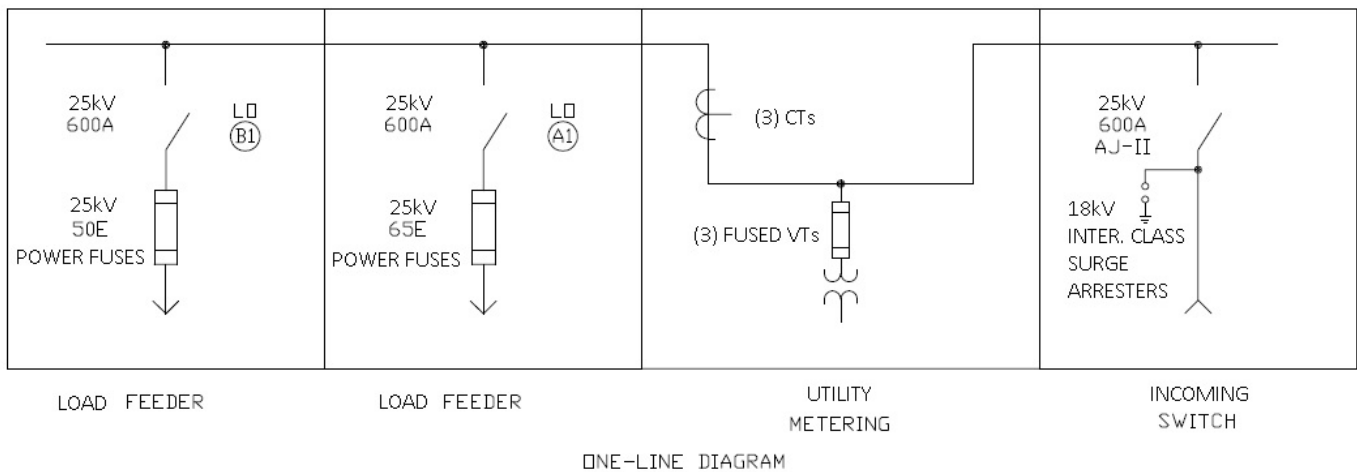 25kV
600A
LO
B1
25kV
50E
POWER FUSES
25kV
600A
LO
A1
25kV
65E
POWER FUSES
(3) CTs
(3) FUSED VTs
25kV
600A
AJ-II
18kV
INTER. CLASS
SURGE
ARRESTERS
LOAD FEEDER
LOAD FEEDER
UTILITY
METERING
INCOMING
SWITCH
ONE-LINE DIAGRAM